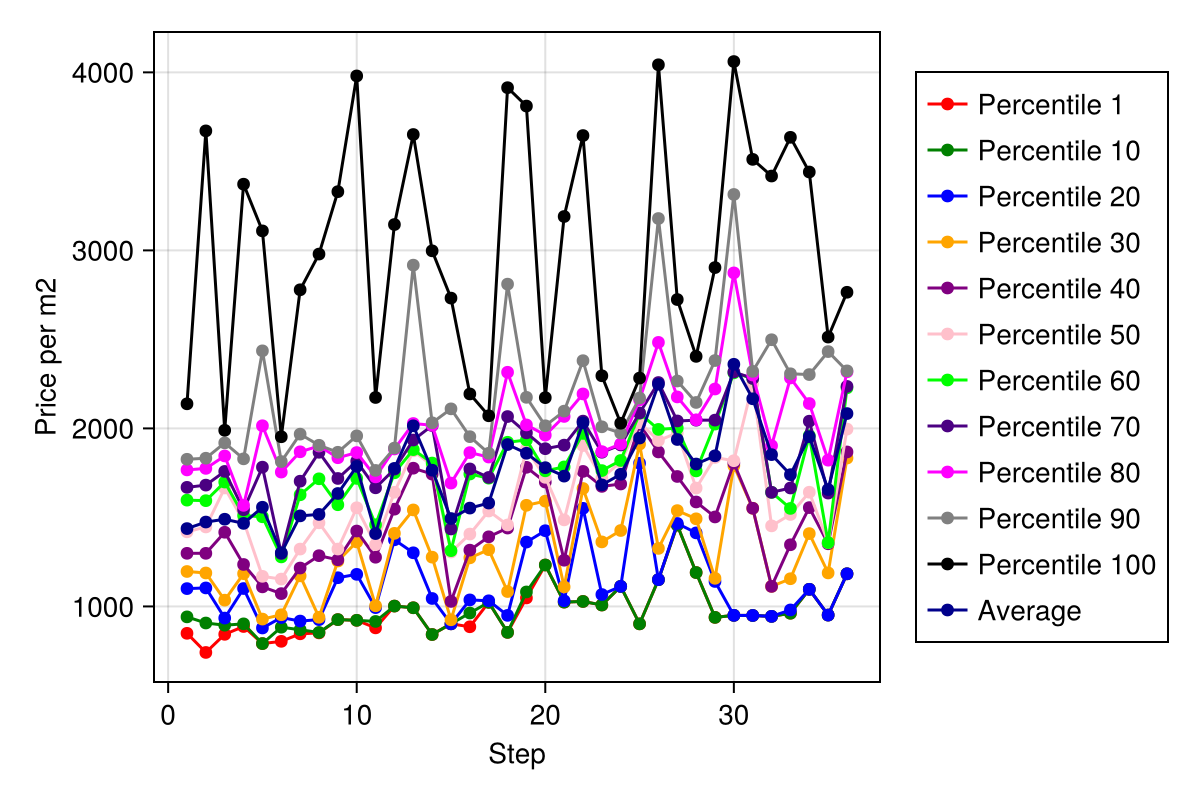 4000
3000
2000
1000
Price per m2
0
10
20
30
Step
Percentile 1
Percentile 10
Percentile 20
Percentile 30
Percentile 40
Percentile 50
Percentile 60
Percentile 70
Percentile 80
Percentile 90
Percentile 100
Average